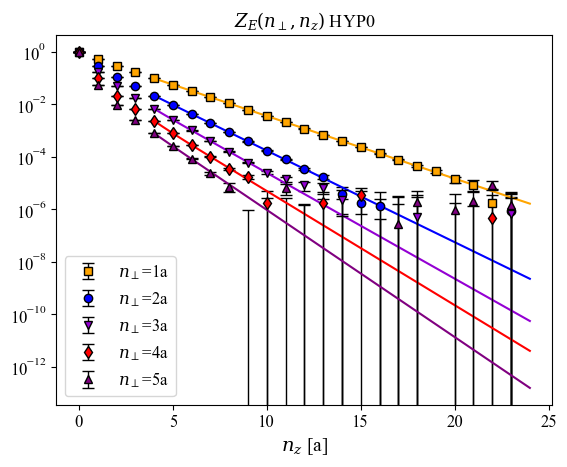 Z_E(n_⊥, n_z) HYP0
10^0
10^−2
10^−4
10^−6
10^−8
10^−10
10^−12
n_⊥=1a
n_⊥=2a
n_⊥=3a
n_⊥=4a
n_⊥=5a
0 5 10 15 20 25
n_z [a]